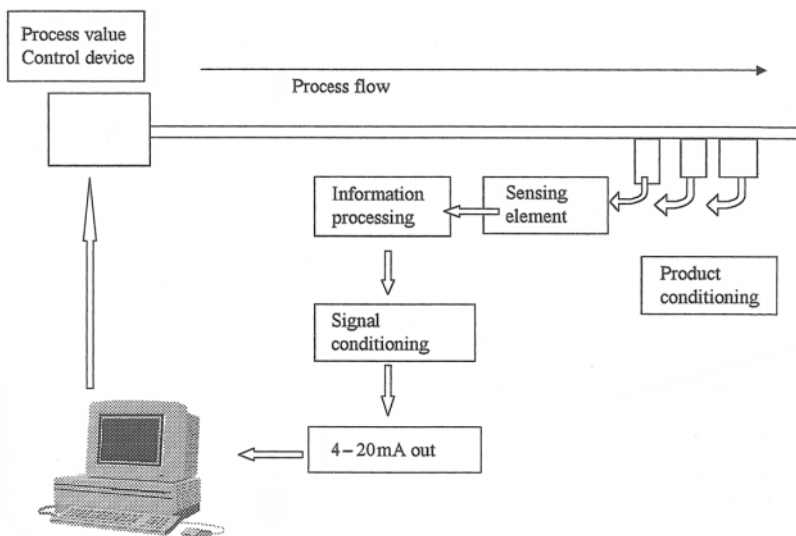 Process value
Control device
Process flow
Information
processing
Sensing
element
Product
conditioning
Signal
conditioning
4–20mA out